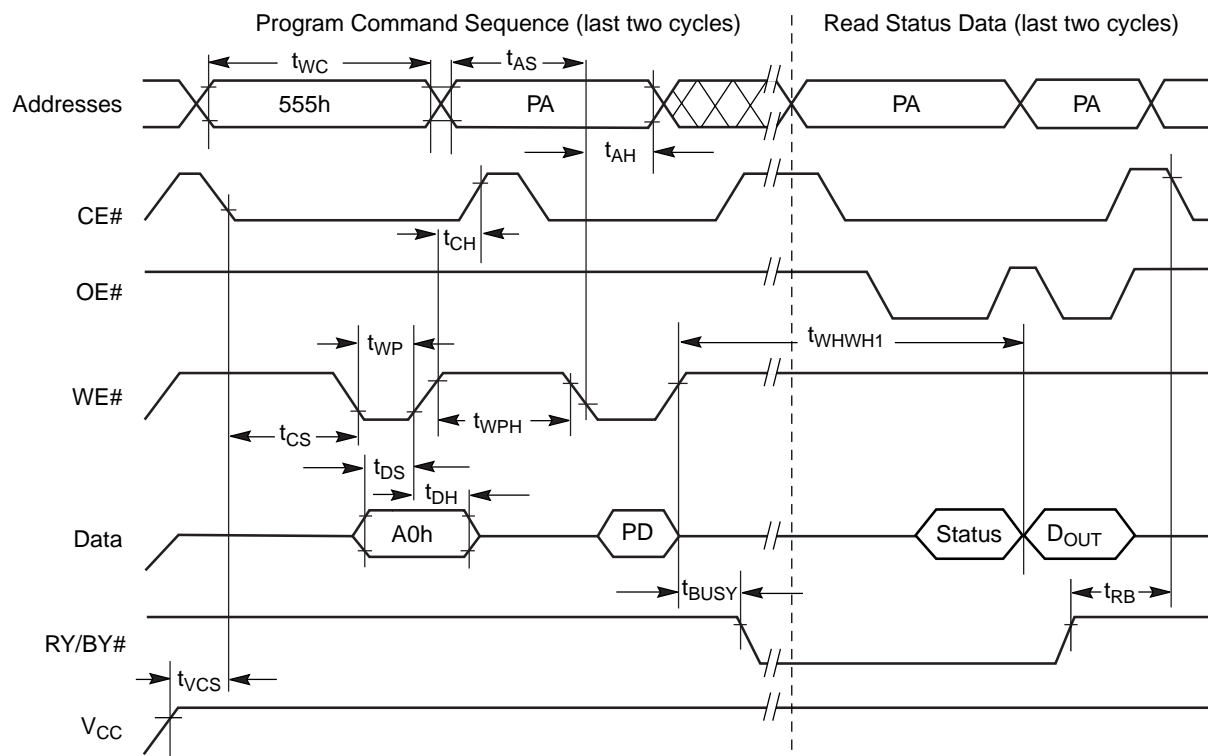 Program Command Sequence (last two cycles)
Read Status Data (last two cycles)
tWC
tAS
Addresses
555h
PA
PA
PA
tAH
CE#
tCH
OE#
tWP
tWHWH1
WE#
tWPH
tCS
tDS
tDH
Data
A0h
PD
Status
DOUT
tBUSY
tRB
RY/BY#
tVCS
VCC